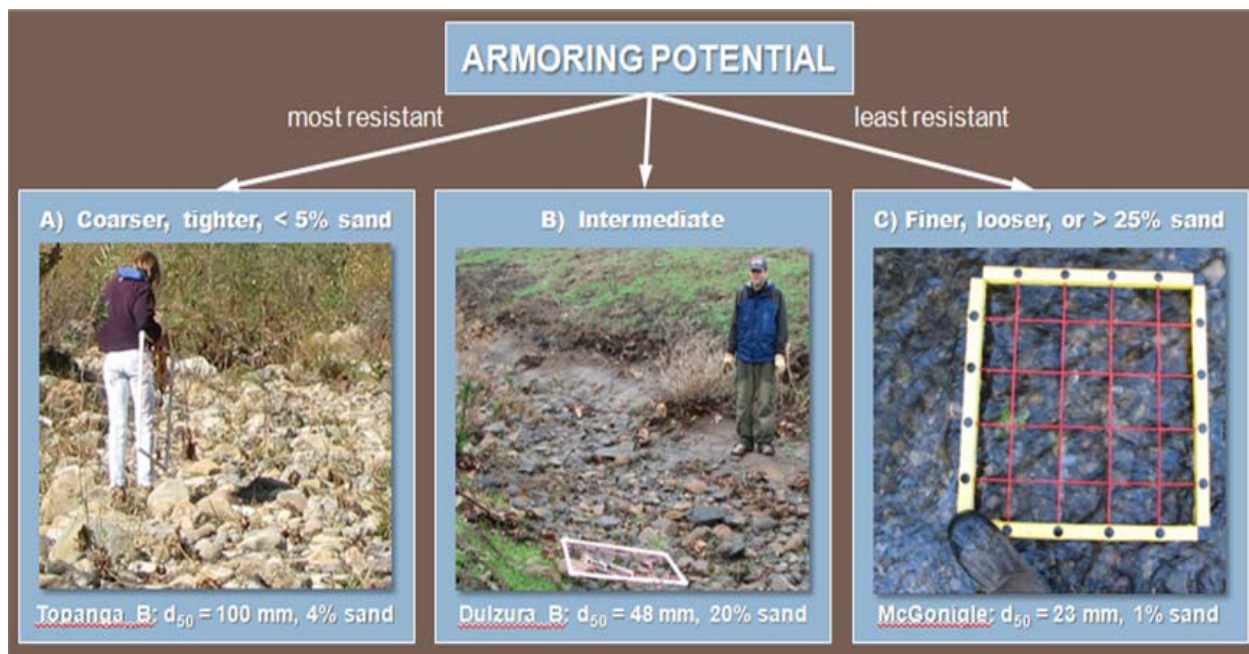 ARMORING POTENTIAL
most resistant
least resistant
A) Coarser, tighter, < 5% sand
B) Intermediate
C) Finer, looser, or > 25% sand
Topanga_B: d50 = 100 mm, 4% sand
Dulzura_B: d50 = 48 mm, 20% sand
McGonigle: d50 = 23 mm, 1% sand